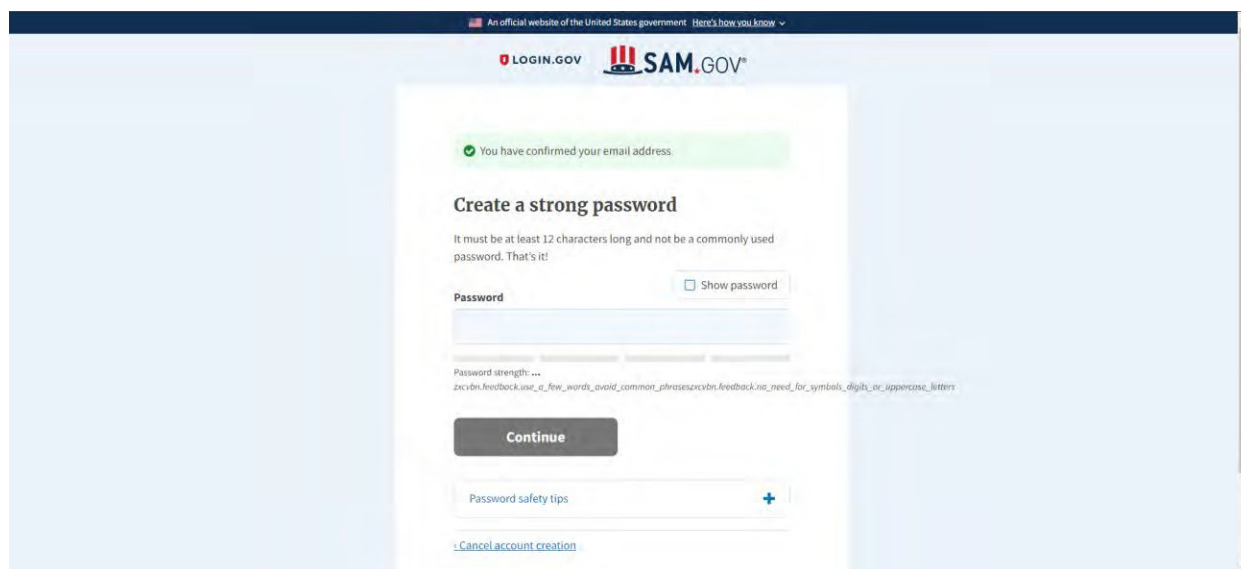 An official website of the United States government Here's how you know
LOGIN.GOV SAM.GOV®
You have confirmed your email address
Create a strong password
It must be at least 12 characters long and not be a commonly used
password. That's it!
Show password
Password
Password strength: ...
zxcvbn.feedback.use_a_few_words_avoid_common_phraseszxcvbn.feedback.no_need_for_symbols_digits_or_uppercase_letters
Continue
Password safety tips
‹ Cancel account creation